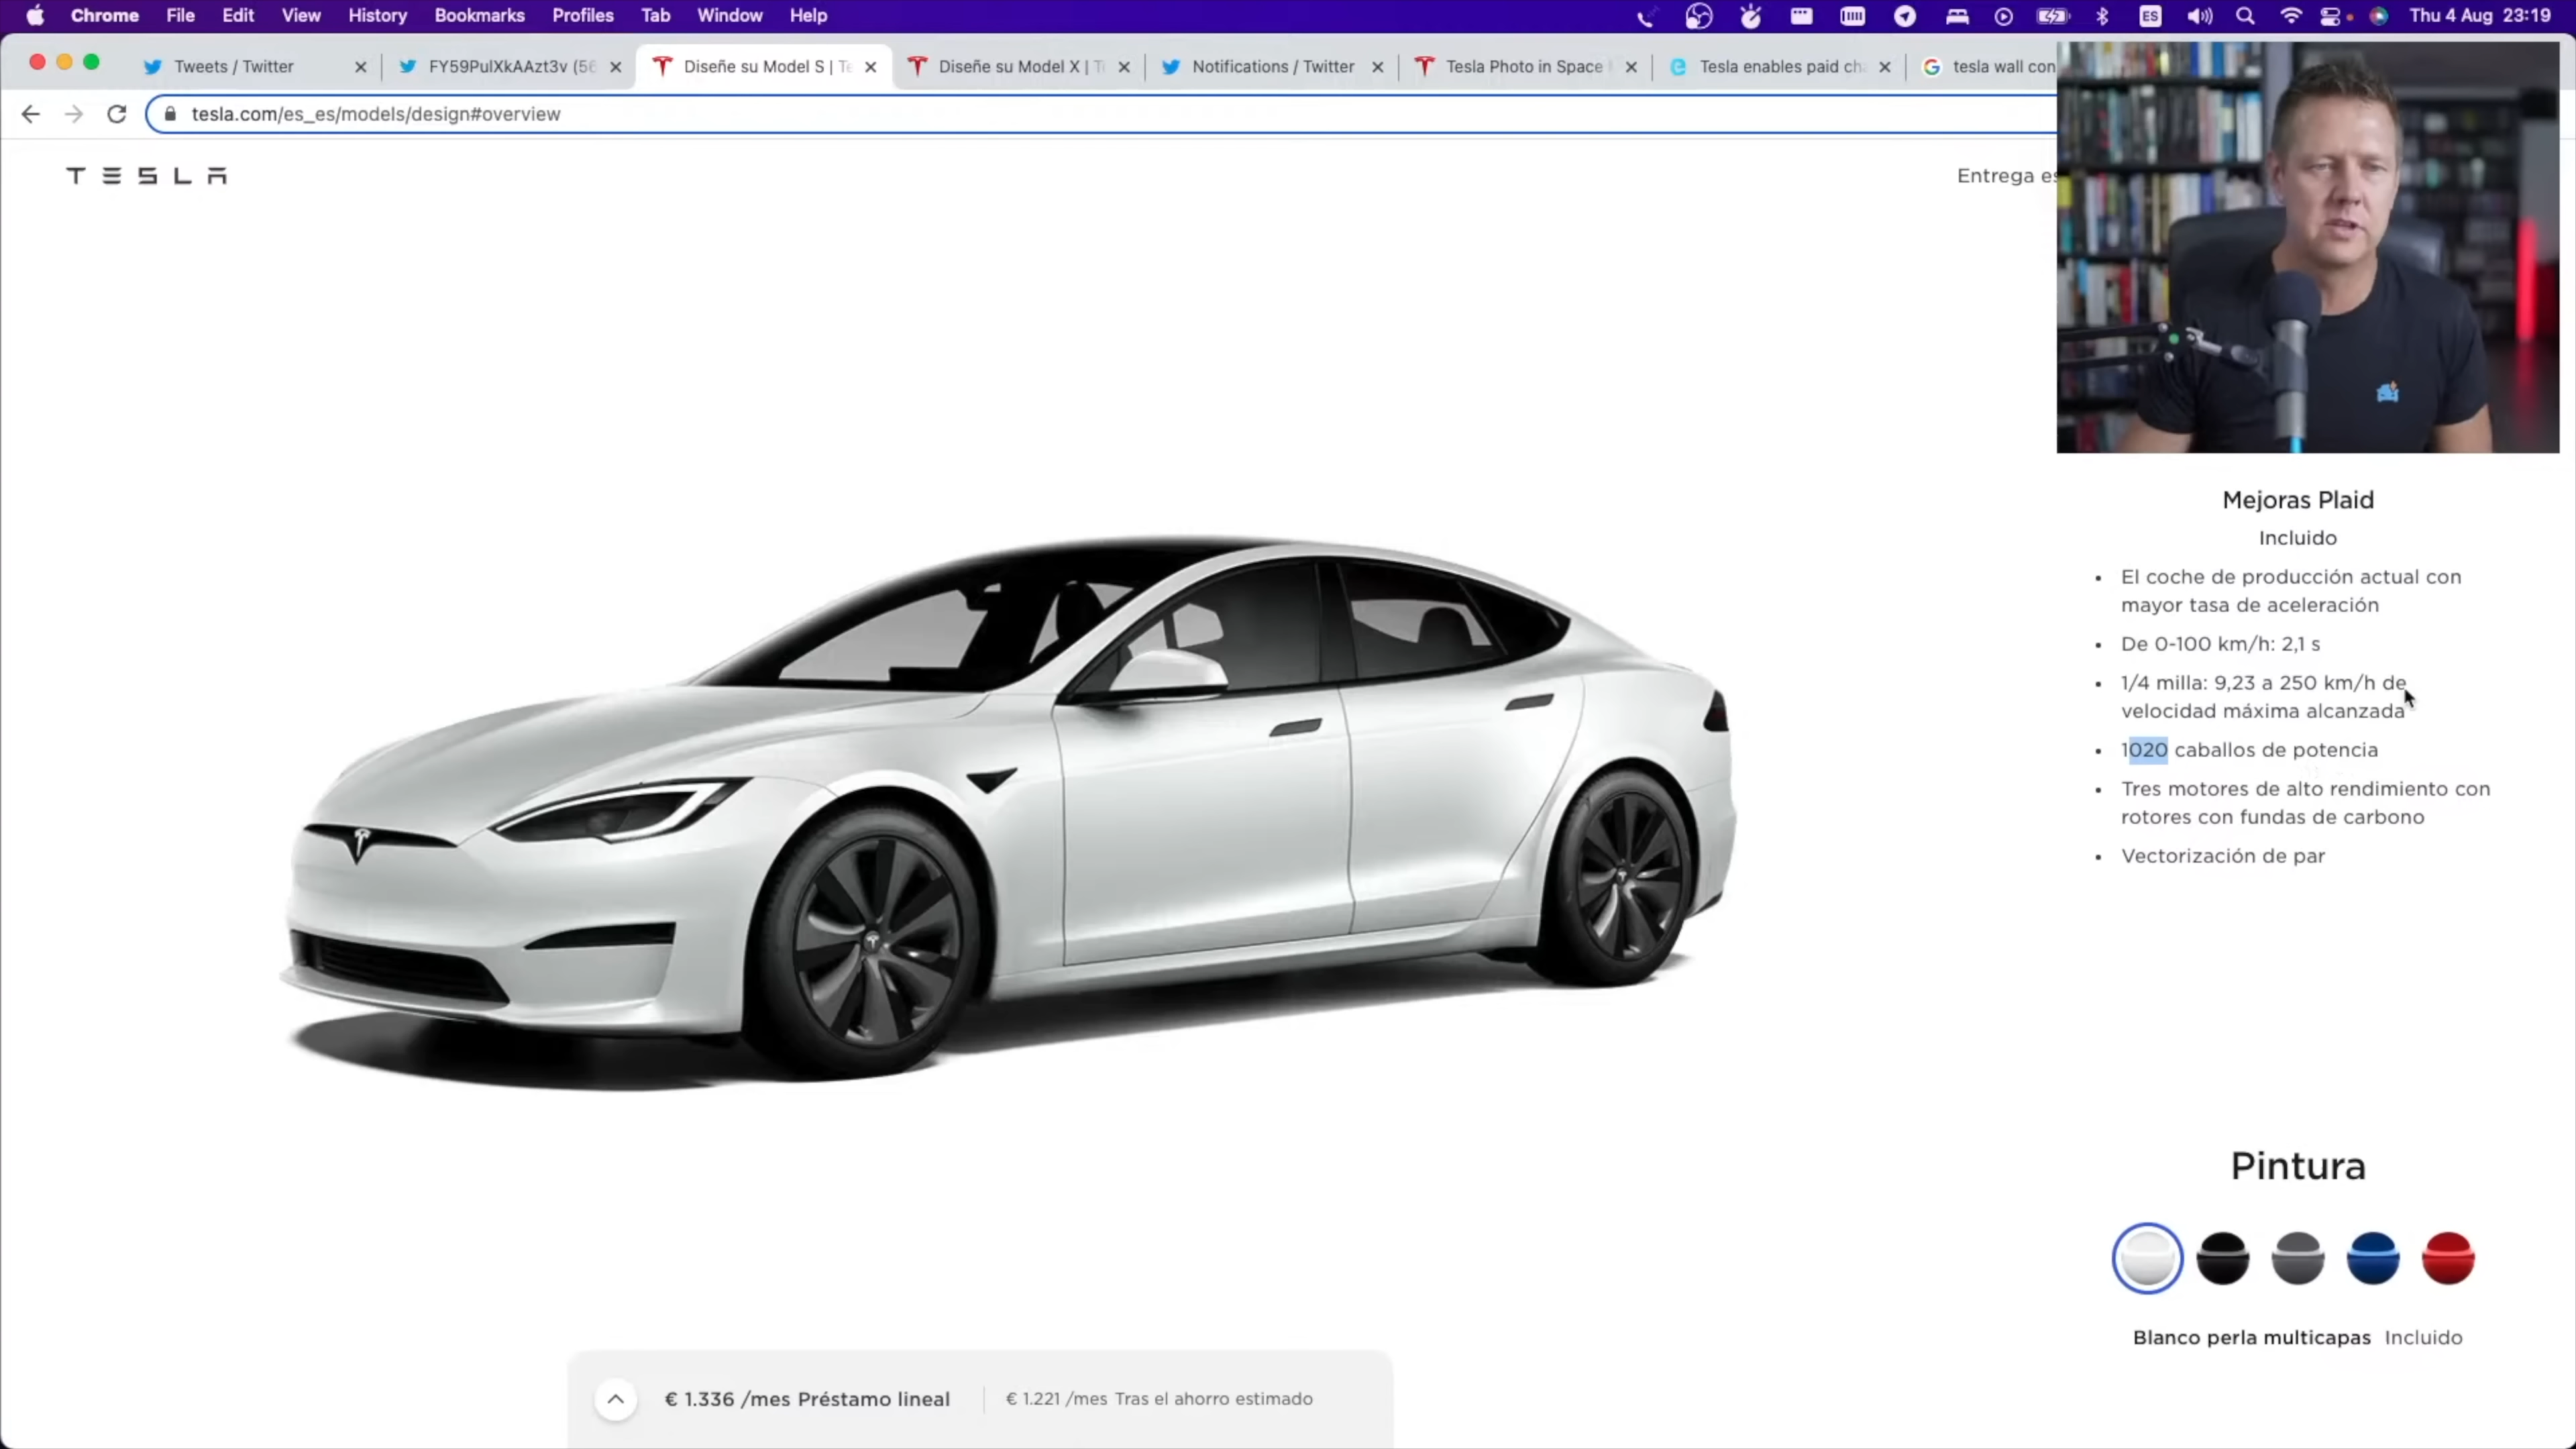 Chrome File Edit View History Bookmarks Profiles Tab Window Help
ES
Thu 4 Aug 23:19
Tweets / Twitter
FY59PulXkAAzt3v (56
Diseñe su Model S | Te
Diseñe su Model X | T
Notifications / Twitter
Tesla Photo in Space
Tesla enables paid cha
tesla wall con
tesla.com/es_es/models/design#overview
TESLA
Entrega es
Mejoras Plaid
Incluido
• El coche de producción actual con
mayor tasa de aceleración
• De 0-100 km/h: 2,1 s
• 1/4 milla: 9,23 a 250 km/h de
velocidad máxima alcanzada
• 1020 caballos de potencia
• Tres motores de alto rendimiento con
rotores con fundas de carbono
• Vectorización de par
Pintura
Blanco perla multicapas Incluido
€ 1.336 /mes Préstamo lineal
€ 1.221 /mes Tras el ahorro estimado